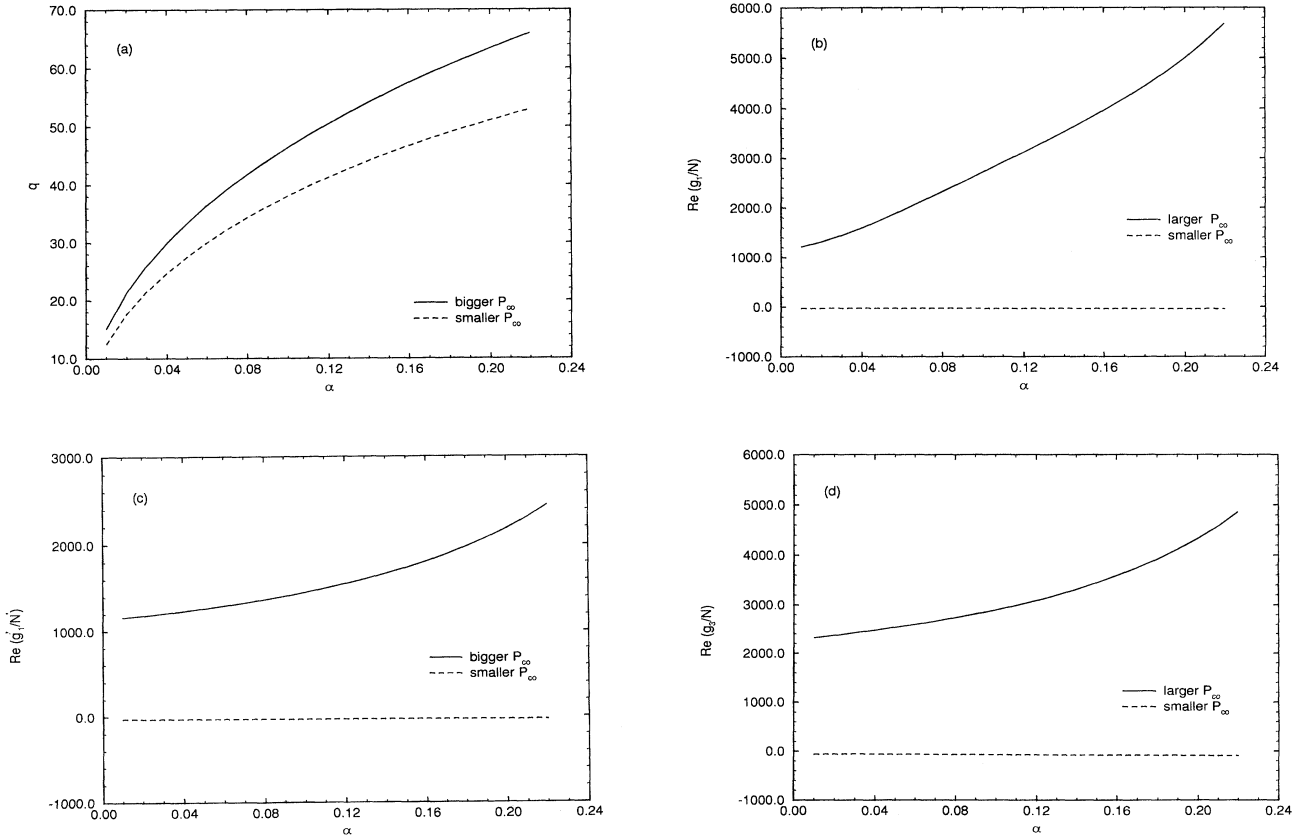 70.0
60.0
50.0
40.0
30.0
20.0
10.0
q
(a)
bigger P∞
smaller P∞
0.00 0.04 0.08 0.12 0.16 0.20 0.24
α
6000.0
5000.0
4000.0
3000.0
2000.0
1000.0
0.0
-1000.0
Re (g₁/N)
(b)
larger P∞
smaller P∞
0.00 0.04 0.08 0.12 0.16 0.20 0.24
α
3000.0
2000.0
1000.0
0.0
-1000.0
Re (g₁'/N')
(c)
bigger P∞
smaller P∞
0.00 0.04 0.08 0.12 0.16 0.20 0.24
α
6000.0
5000.0
4000.0
3000.0
2000.0
1000.0
0.0
-1000.0
Re (g₃/N)
(d)
larger P∞
smaller P∞
0.00 0.04 0.08 0.12 0.16 0.20 0.24
α